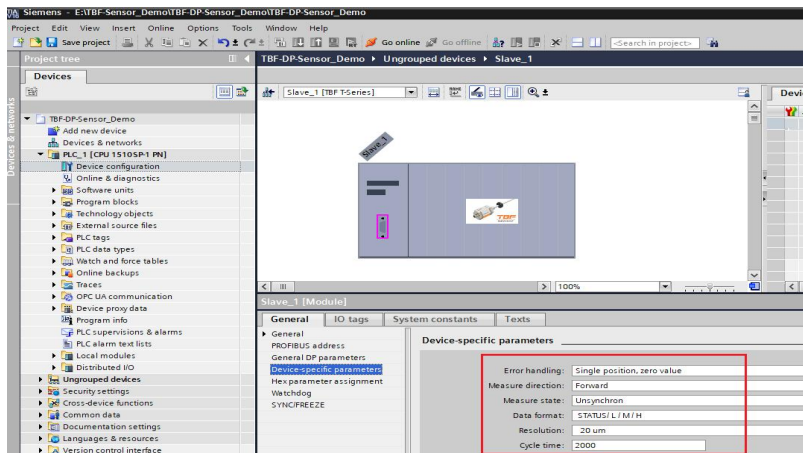 Siemens - E:\TBF-Sensor_Demo\TBF-DP-Sensor_Demo\TBF-DP-Sensor_Demo
Project Edit View Insert Online Options Tools Window Help
Save project Go online Go offline <Search in project>
Project tree
TBF-DP-Sensor_Demo Ungrouped devices Slave_1
Devices
Devices & networks
Slave_1 [TBF T-Series]
Devi
TBF-DP-Sensor_Demo
Add new device
Devices & networks
PLC_1 [CPU 1510SP-1 PN]
Device configuration
Online & diagnostics
Software units
Program blocks
Technology objects
External source files
PLC tags
PLC data types
Watch and force tables
Online backups
Traces
OPC UA communication
Device proxy data
Program info
PLC supervisions & alarms
PLC alarm text lists
Local modules
Distributed I/O
Ungrouped devices
Security settings
Cross-device functions
Common data
Documentation settings
Languages & resources
Version control interface
Slave_1
TBF
100%
Slave_1 [Module]
General IO tags System constants Texts
General
PROFIBUS address
General DP parameters
Device-specific parameters
Hex parameter assignment
Watchdog
SYNC/FREEZE
Device-specific parameters
Error handling: Single position, zero value
Measure direction: Forward
Measure state: Unsynchron
Data format: STATUS/ L / M / H
Resolution: 20 um
Cycle time: 2000